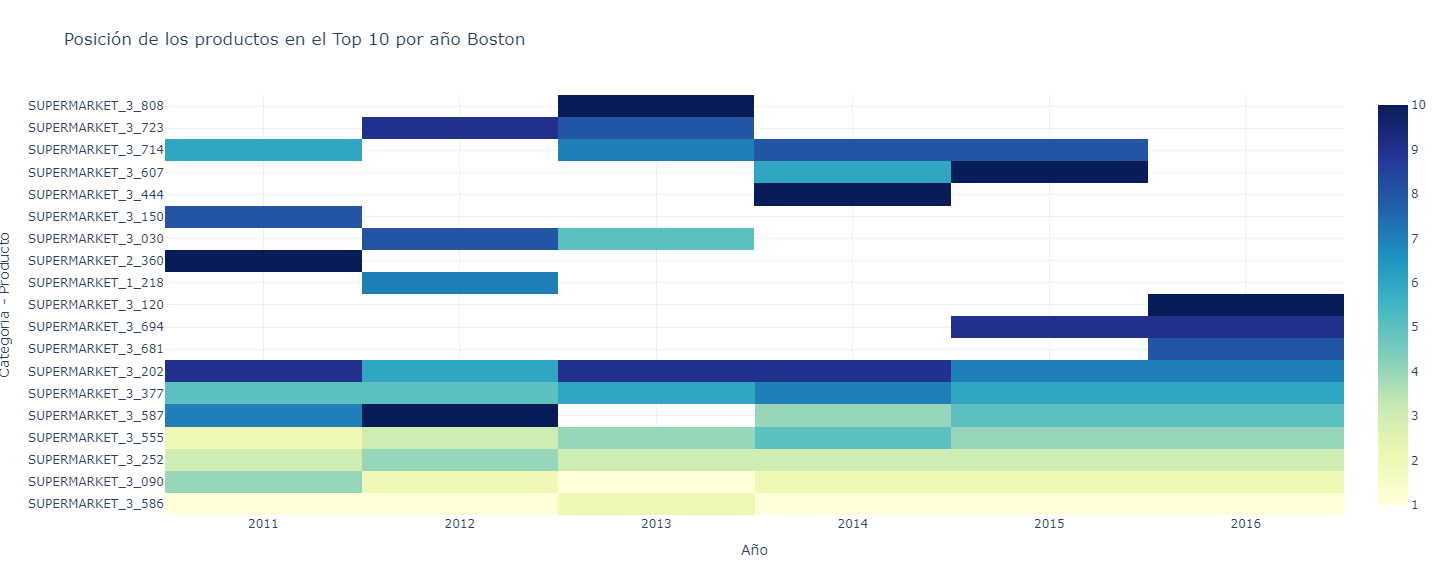 Posición de los productos en el Top 10 por año Boston
SUPERMARKET_3_808
SUPERMARKET_3_723
SUPERMARKET_3_714
SUPERMARKET_3_607
SUPERMARKET_3_444
SUPERMARKET_3_150
SUPERMARKET_3_030
SUPERMARKET_2_360
SUPERMARKET_1_218
SUPERMARKET_3_120
SUPERMARKET_3_694
SUPERMARKET_3_681
SUPERMARKET_3_202
SUPERMARKET_3_377
SUPERMARKET_3_587
SUPERMARKET_3_555
SUPERMARKET_3_252
SUPERMARKET_3_090
SUPERMARKET_3_586
Categoria - Producto
2011 2012 2013 2014 2015 2016
Año
10
9
8
7
6
5
4
3
2
1